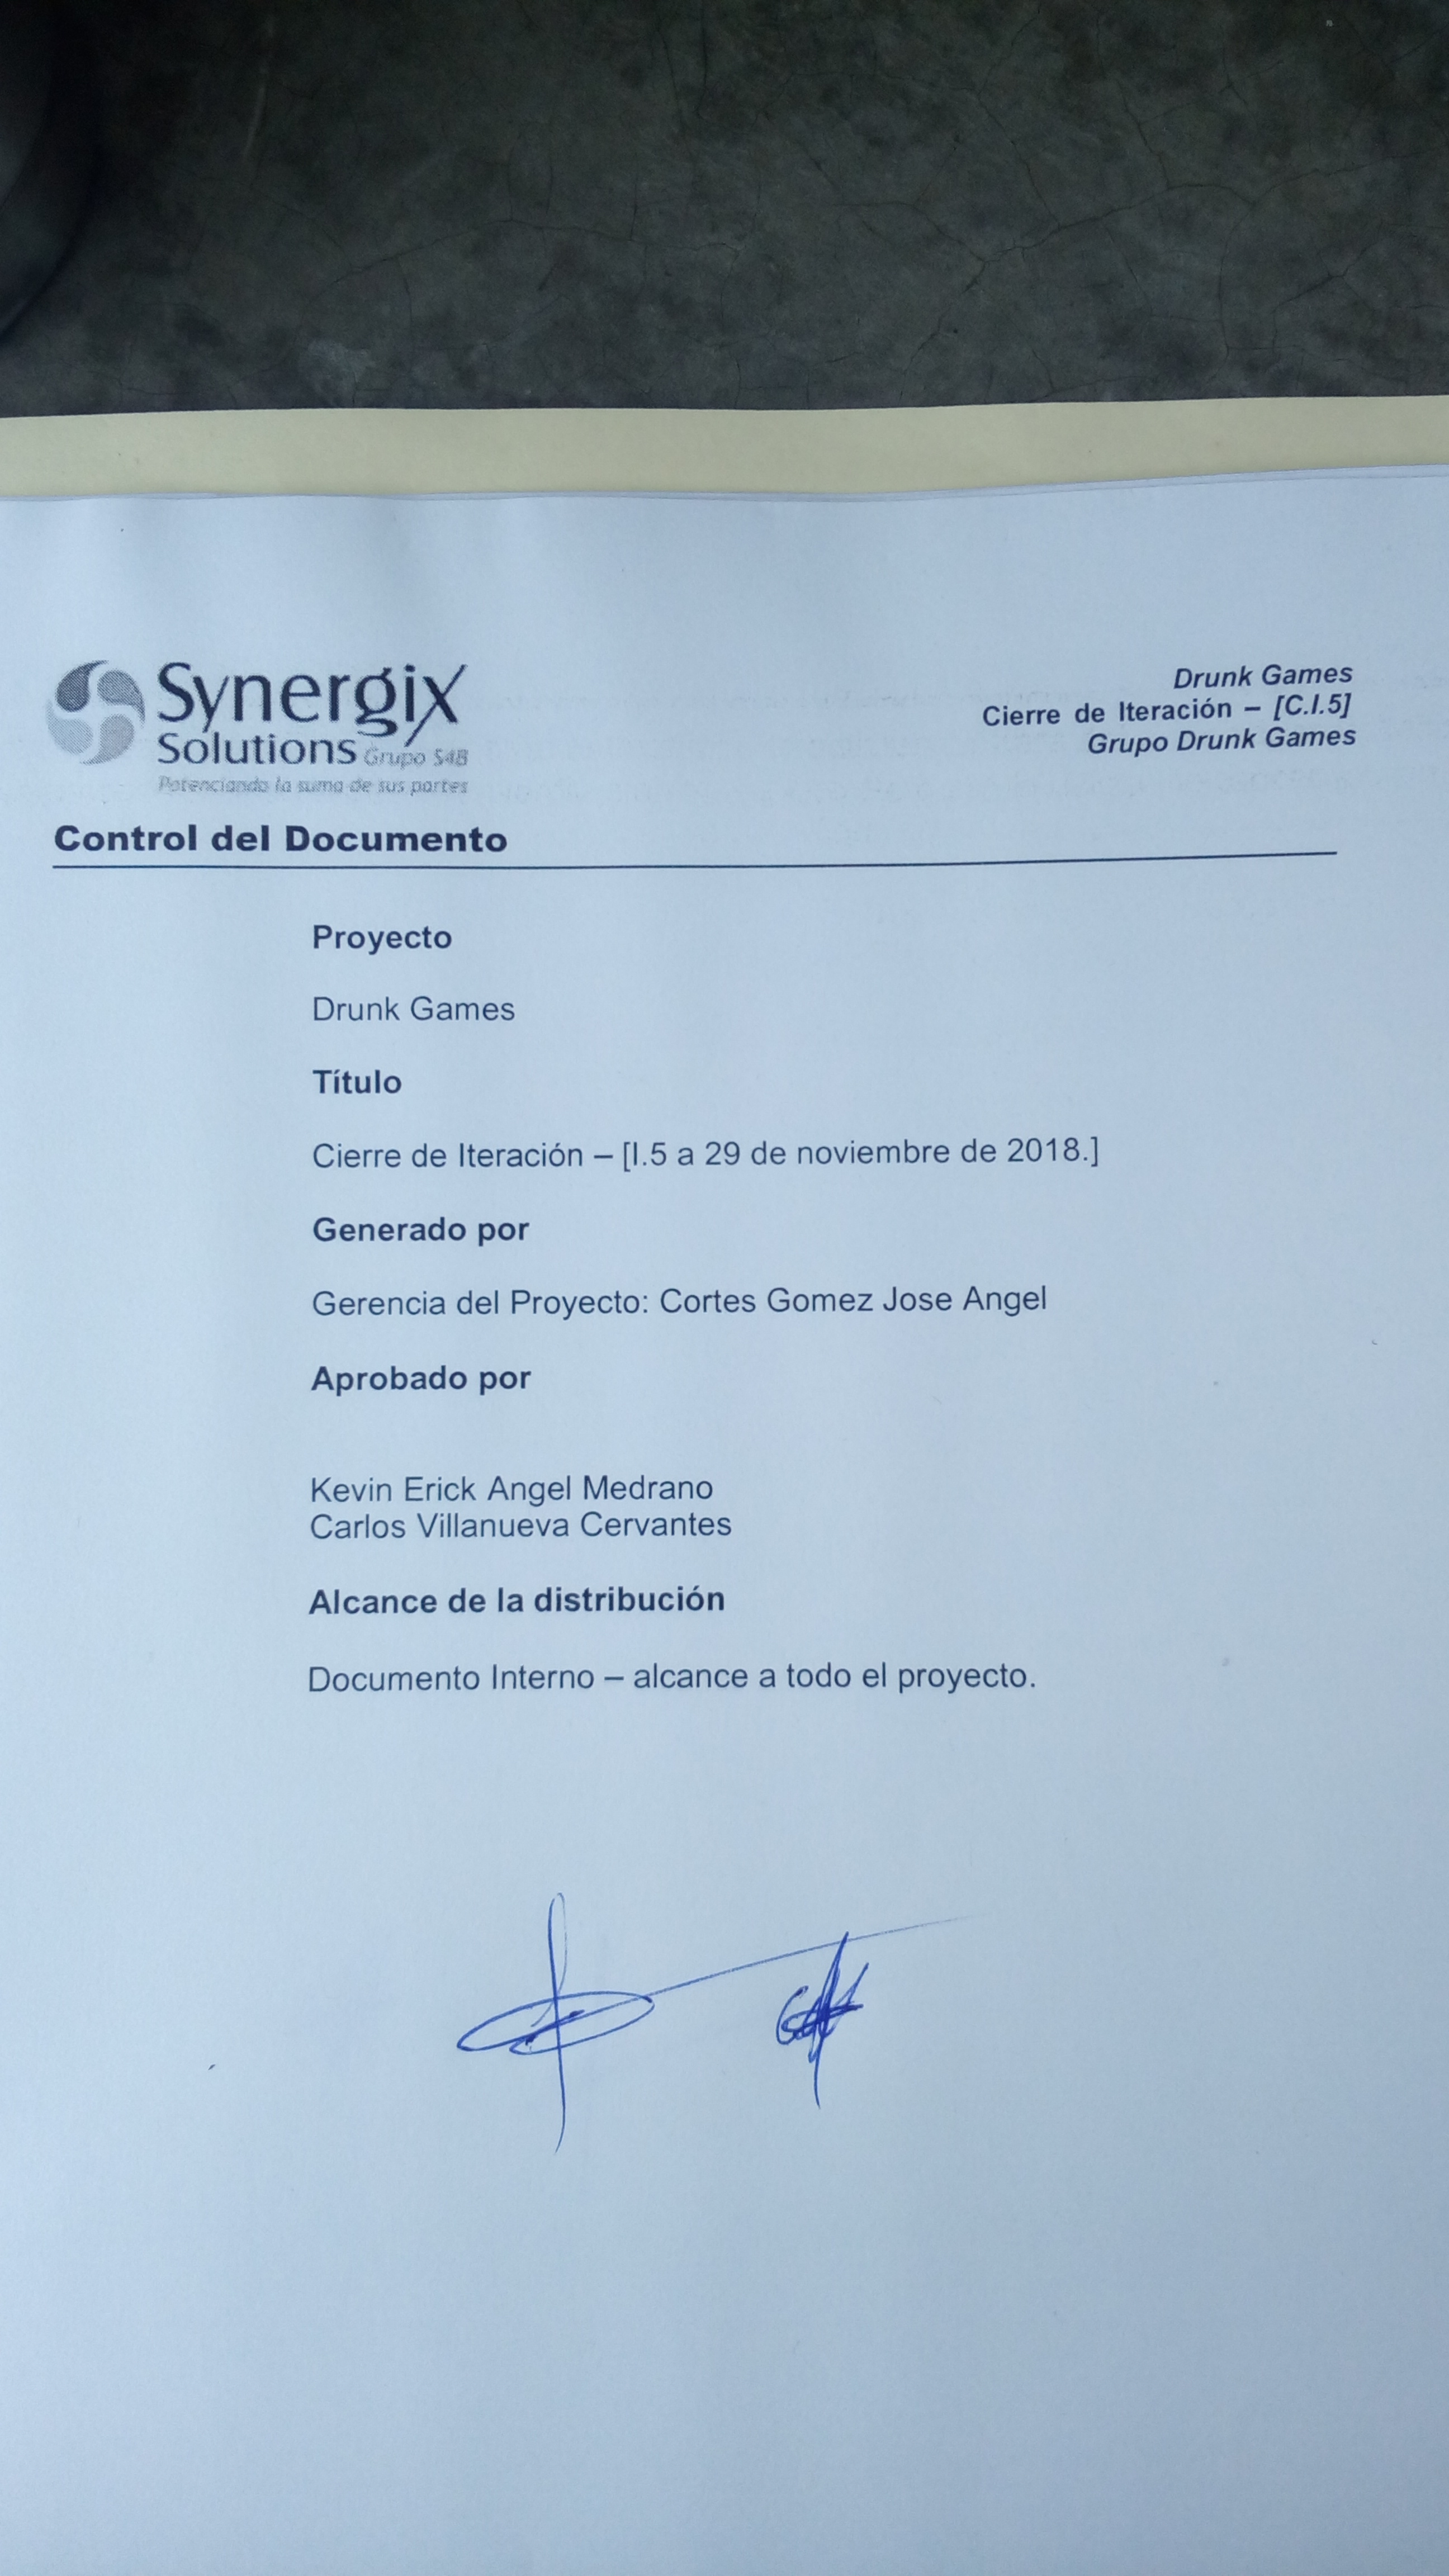 Synergix
Solutions Grupo S4B
Potenciando la suma de sus partes
Drunk Games
Cierre de Iteración – [C.I.5]
Grupo Drunk Games
Control del Documento
Proyecto
Drunk Games
Título
Cierre de Iteración – [I.5 a 29 de noviembre de 2018.]
Generado por
Gerencia del Proyecto: Cortes Gomez Jose Angel
Aprobado por
Kevin Erick Angel Medrano
Carlos Villanueva Cervantes
Alcance de la distribución
Documento Interno – alcance a todo el proyecto.